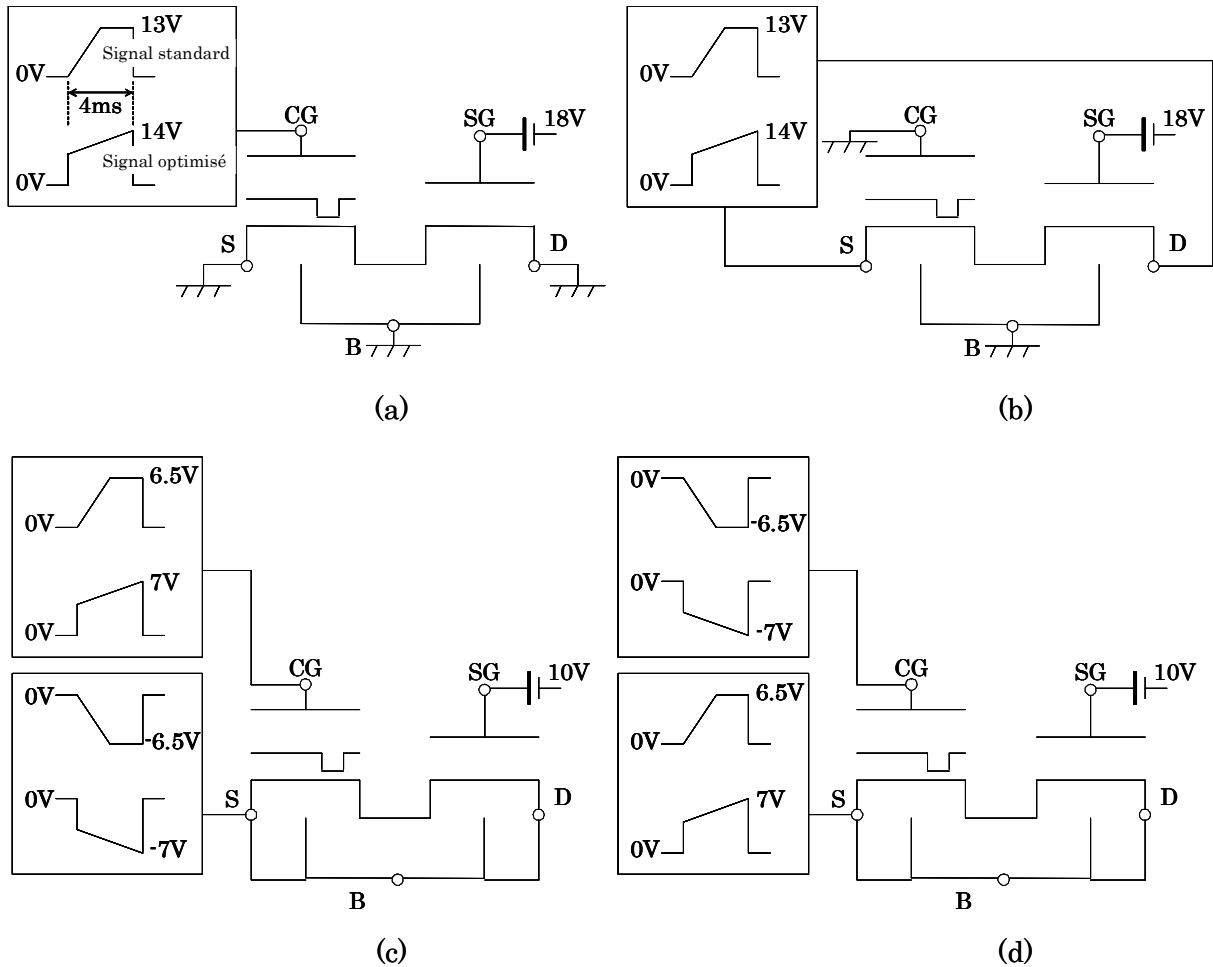 13V
Signal standard
0V
4ms
14V
Signal optimisé
0V
CG
SG
18V
S
D
B
(a)
13V
0V
14V
0V
CG
SG
18V
S
D
B
(b)
6.5V
0V
7V
0V
0V
-6.5V
0V
-7V
CG
SG
10V
S
D
B
(c)
0V
-6.5V
0V
-7V
6.5V
0V
7V
0V
CG
SG
10V
S
D
B
(d)